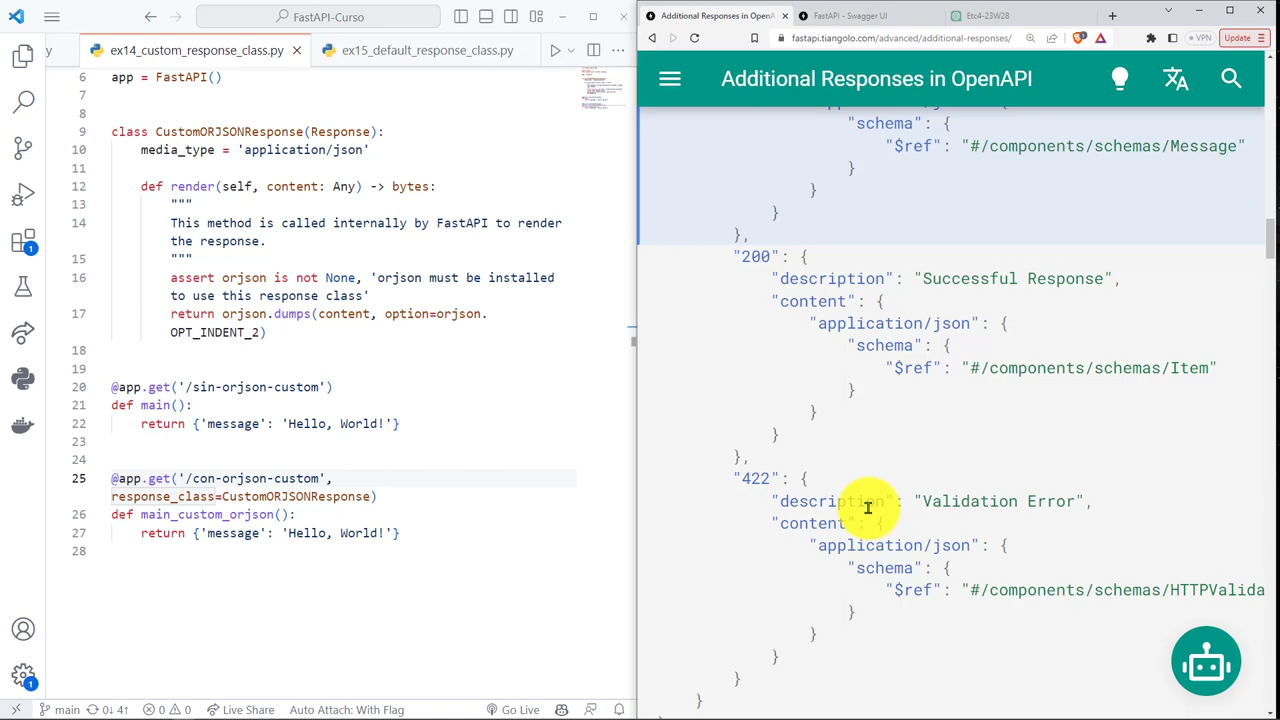 FastAPI-Curso
y
ex14_custom_response_class.py
ex15_default_response_class.py
6 app = FastAPI()
7
8
9 class CustomORJSONResponse(Response):
10 media_type = 'application/json'
11
12 def render(self, content: Any) -> bytes:
13 """
14 This method is called internally by FastAPI to render
the response.
15 """
16 assert orjson is not None, 'orjson must be installed
to use this response class'
17 return orjson.dumps(content, option=orjson.
OPT_INDENT_2)
18
19
20 @app.get('/sin-orjson-custom')
21 def main():
22 return {'message': 'Hello, World!'}
23
24
25 @app.get('/con-orjson-custom',
response_class=CustomORJSONResponse)
26 def main_custom_orjson():
27 return {'message': 'Hello, World!'}
28
1
1
main 0↓ 4↑ 0 0 Live Share Auto Attach: With Flag Go Live
Additional Responses in OpenA
FastAPI - Swagger UI
Etc4-23W28
fastapi.tiangolo.com/advanced/additional-responses/
VPN
Update
Additional Responses in OpenAPI
"schema": {
"$ref": "#/components/schemas/Message"
}
}
}
},
"200": {
"description": "Successful Response",
"content": {
"application/json": {
"schema": {
"$ref": "#/components/schemas/Item"
}
}
}
},
"422": {
"description": "Validation Error",
"content": {
"application/json": {
"schema": {
"$ref": "#/components/schemas/HTTPValida
}
}
}
}
}